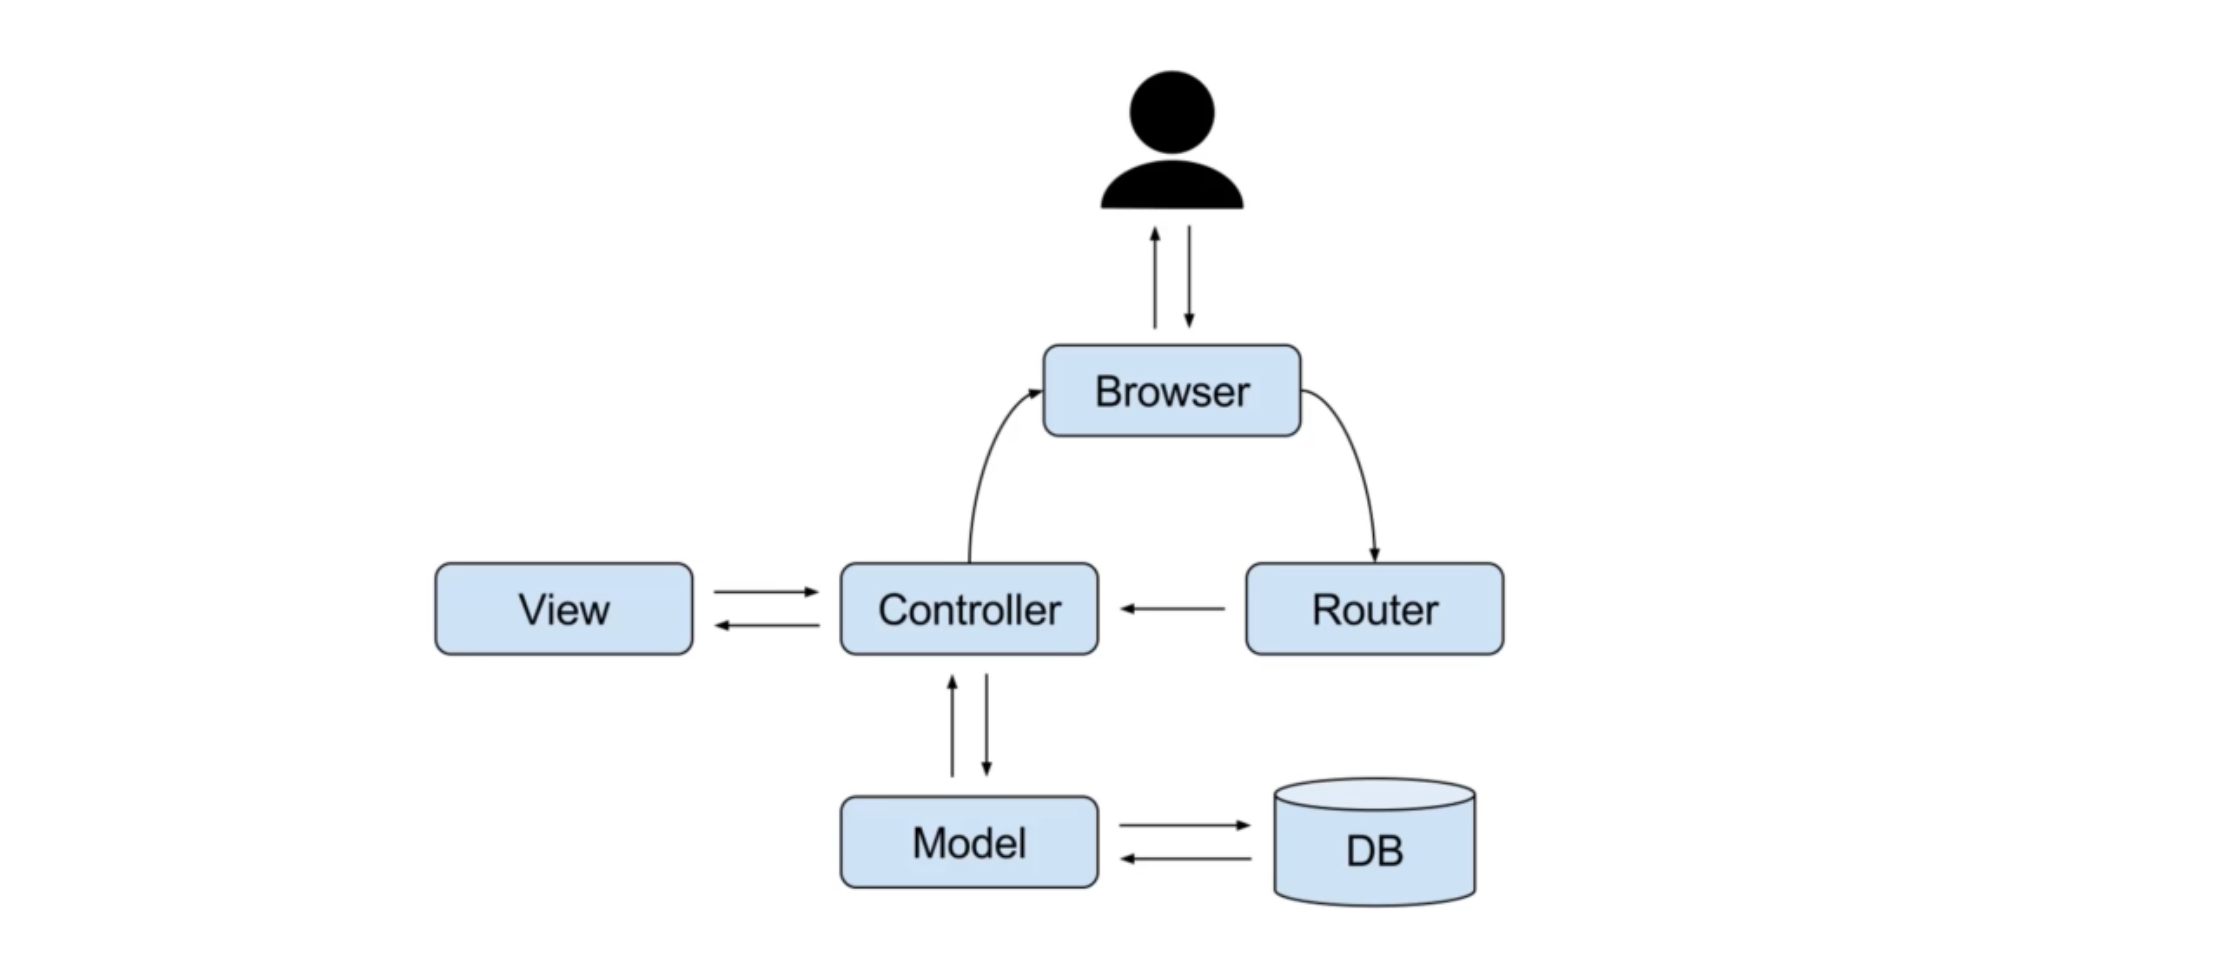 Browser
View
Controller
Router
Model
DB